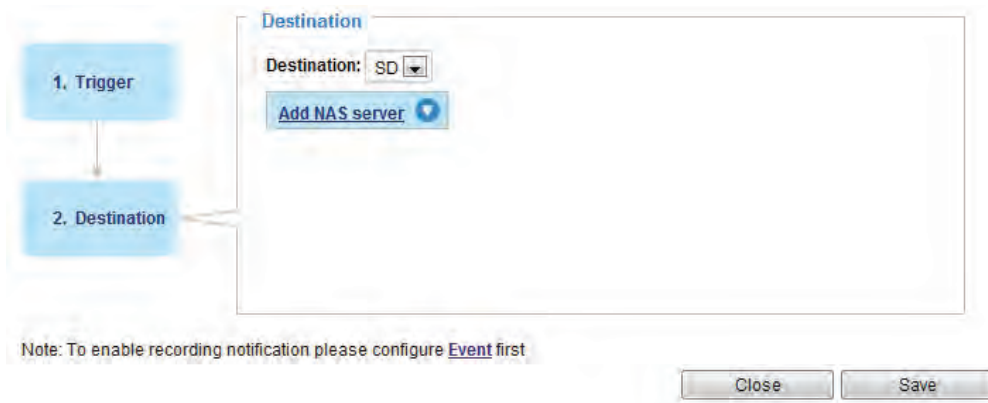 Destination
1. Trigger
2. Destination
Destination: SD
Add NAS server
Note: To enable recording notification please configure Event first
Close
Save